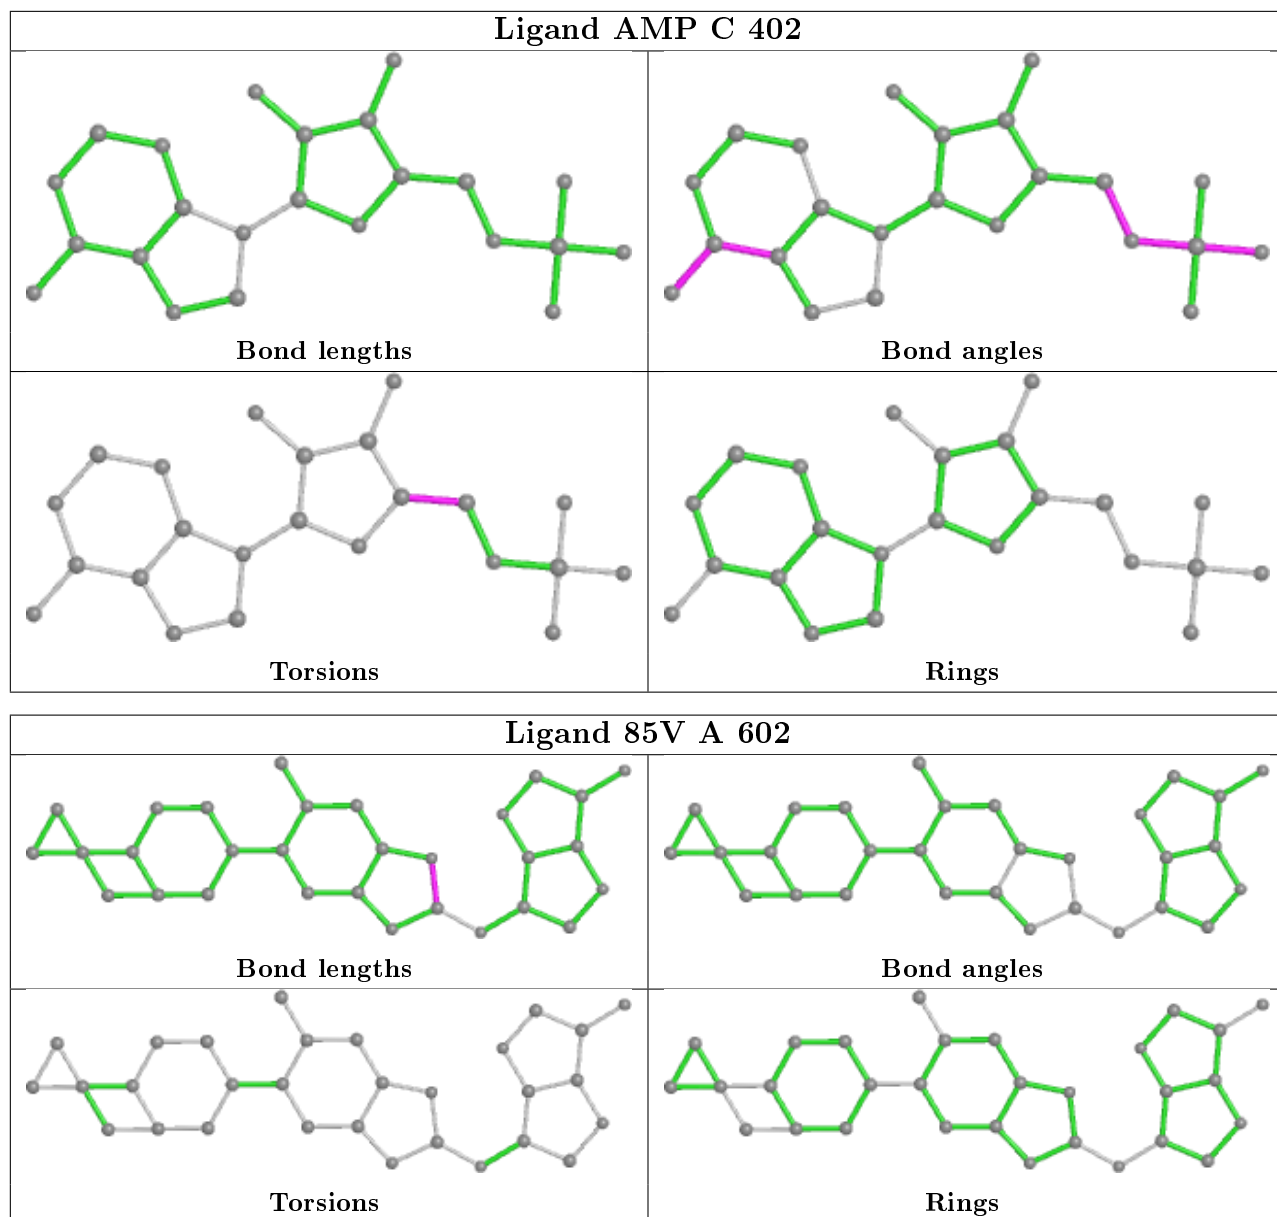 Ligand AMP C 402
Bond lengths
Bond angles
Torsions
Rings
Ligand 85V A 602
Bond lengths
Bond angles
Torsions
Rings